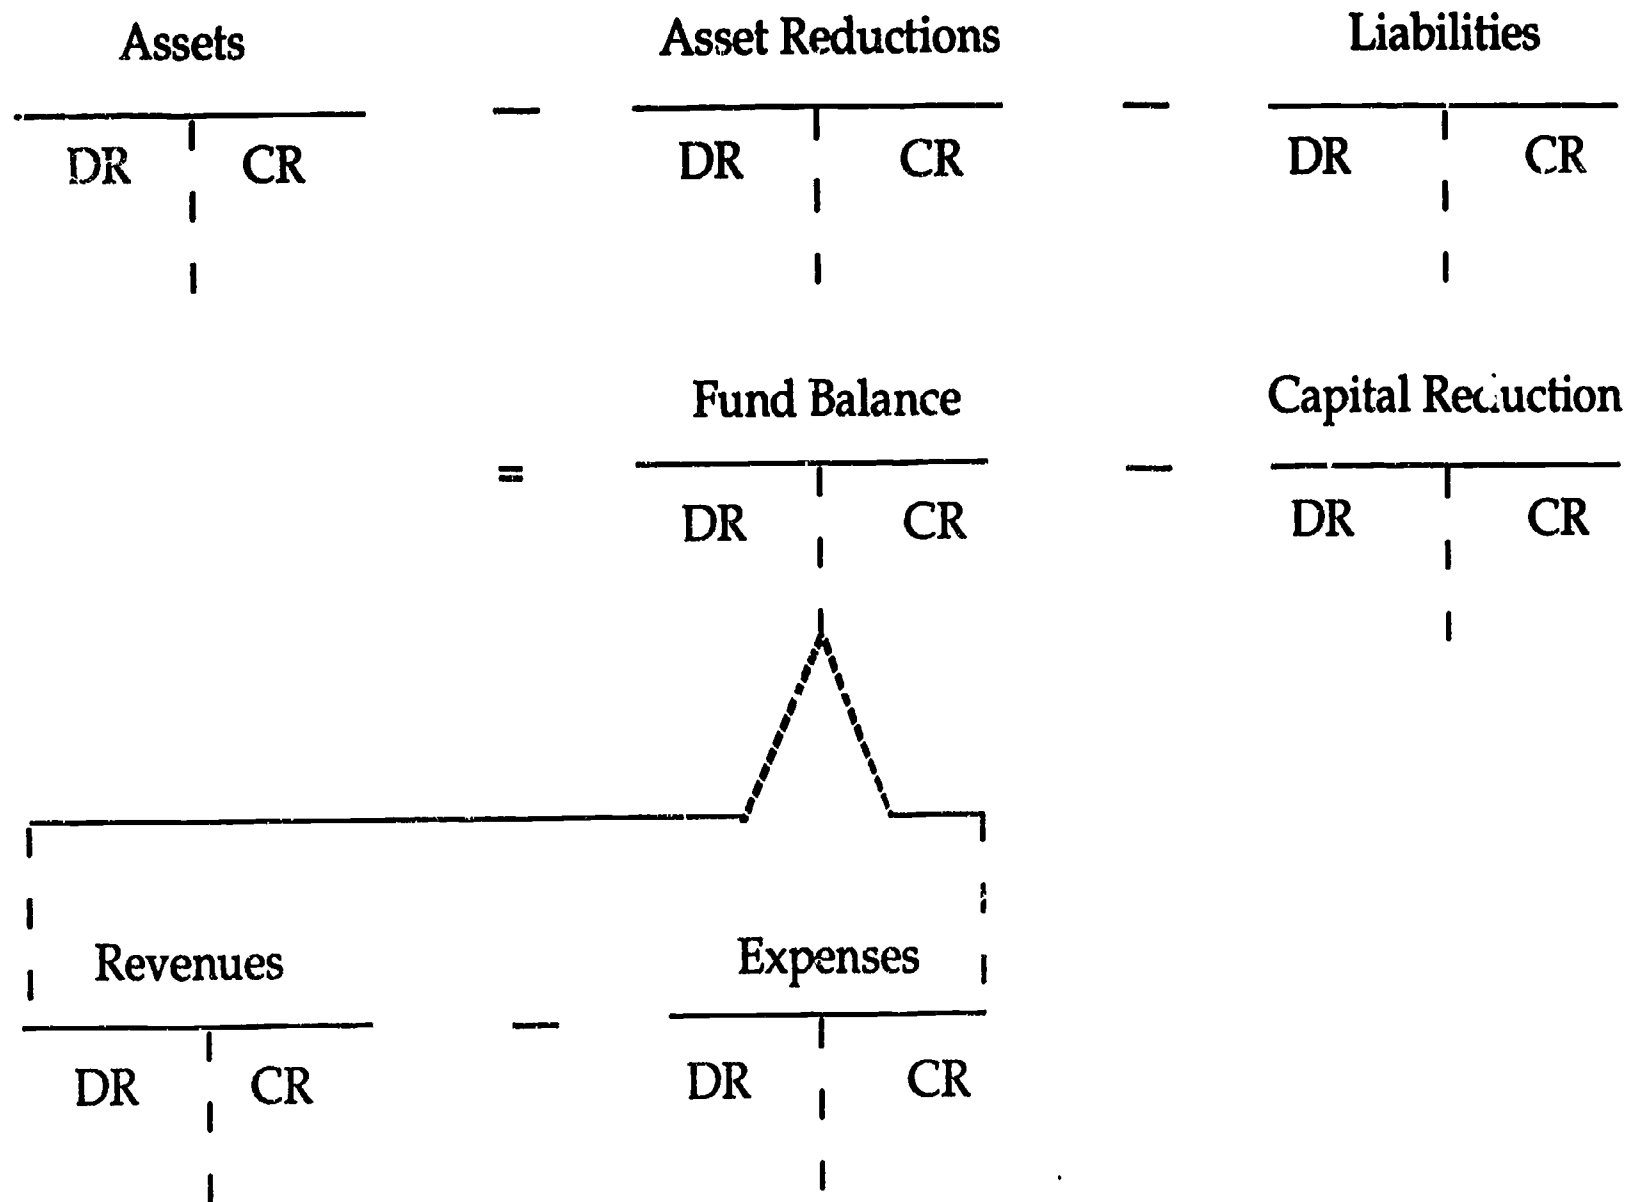 Assets Asset Reductions Liabilities
— — 
DR CR DR CR DR CR
Fund Balance Capital Reduction
= —
DR CR DR CR
Revenues Expenses
—
DR CR DR CR